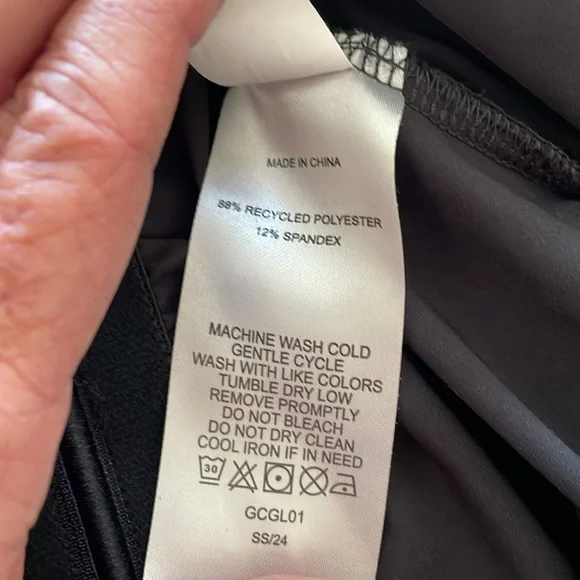 MADE IN CHINA
88% RECYCLED POLYESTER
12% SPANDEX
MACHINE WASH COLD
GENTLE CYCLE
WASH WITH LIKE COLORS
TUMBLE DRY LOW
REMOVE PROMPTLY
DO NOT BLEACH
DO NOT DRY CLEAN
COOL IRON IF IN NEED
30
GCGL01
SS/24